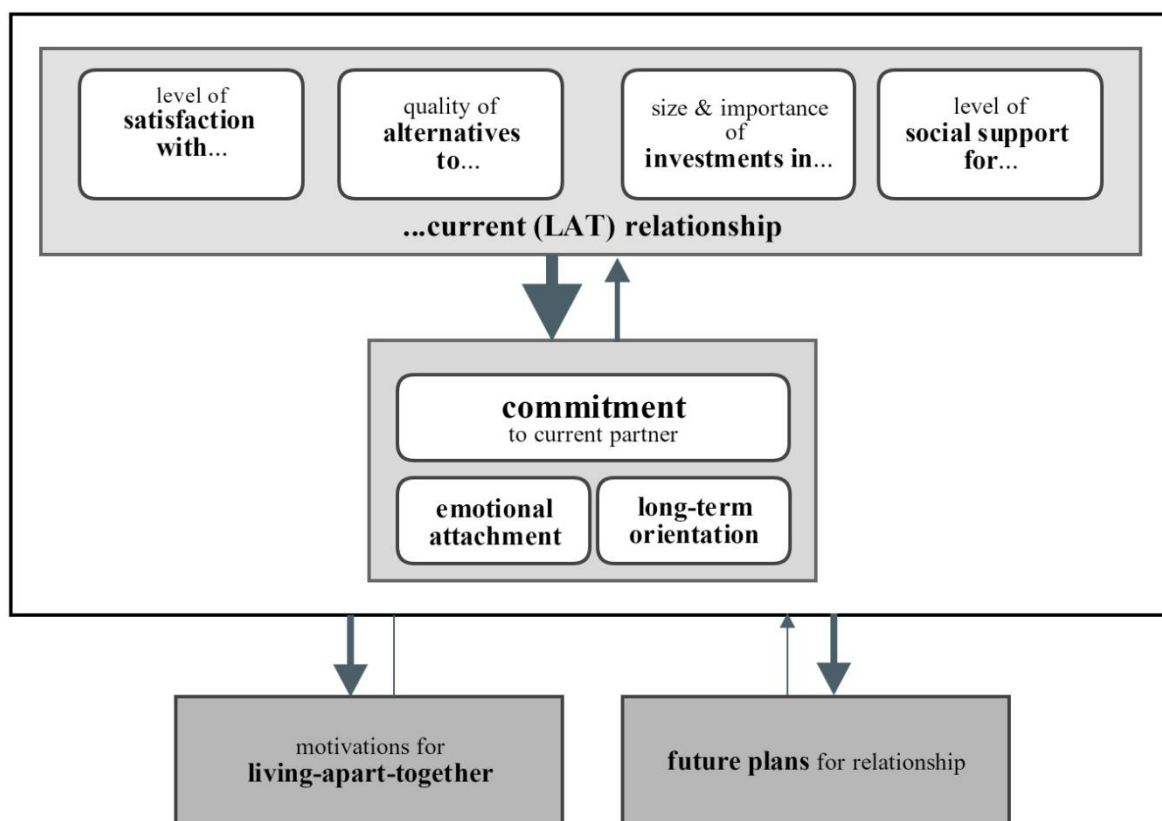 level of
satisfaction
with...
quality of
alternatives
to...
size & importance
of
investments in...
level of
social support
for...
...current (LAT) relationship
commitment
to current partner
emotional
attachment
long-term
orientation
motivations for
living-apart-together
future plans for relationship